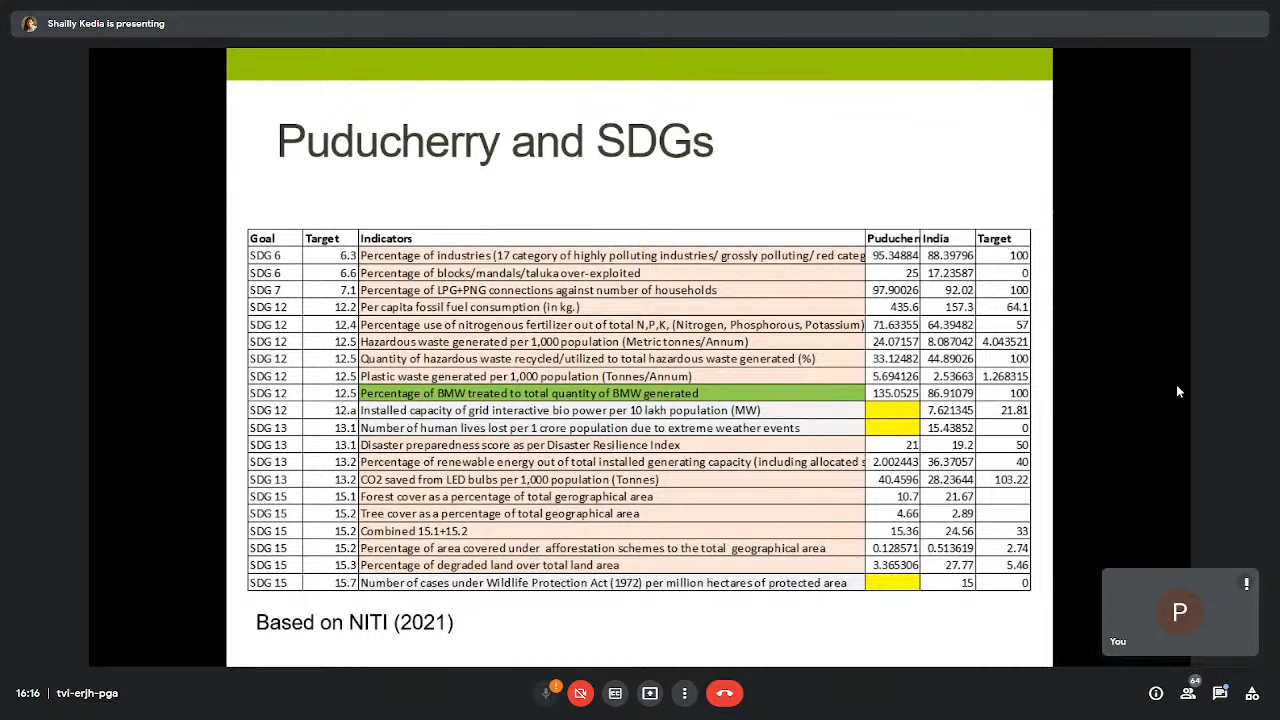 Shailly Kedia is presenting
Puducherry and SDGs
Goal Target Indicators Puducher India Target
SDG 6 6.3 Percentage of industries (17 category of highly polluting industries/ grossly polluting/ red categ 95.34884 88.39796 100
SDG 6 6.6 Percentage of blocks/mandals/taluka over-exploited 25 17.23587 0
SDG 7 7.1 Percentage of LPG+PNG connections against number of households 97.90026 92.02 100
SDG 12 12.2 Per capita fossil fuel consumption (in kg.) 435.6 157.3 64.1
SDG 12 12.4 Percentage use of nitrogenous fertilizer out of total N,P,K, (Nitrogen, Phosphorous, Potassium) 71.63355 64.39482 57
SDG 12 12.5 Hazardous waste generated per 1,000 population (Metric tonnes/Annum) 24.07157 8.087042 4.043521
SDG 12 12.5 Quantity of hazardous waste recycled/utilized to total hazardous waste generated (%) 33.12482 44.89026 100
SDG 12 12.5 Plastic waste generated per 1,000 population (Tonnes/Annum) 5.694126 2.53663 1.268315
SDG 12 12.5 Percentage of BMW treated to total quantity of BMW generated 135.0525 86.91079 100
SDG 12 12.a Installed capacity of grid interactive bio power per 10 lakh population (MW) 7.621345 21.81
SDG 13 13.1 Number of human lives lost per 1 crore population due to extreme weather events 15.43852 0
SDG 13 13.1 Disaster preparedness score as per Disaster Resilience Index 21 19.2 50
SDG 13 13.2 Percentage of renewable energy out of total installed generating capacity (including allocated s 2.002443 36.37057 40
SDG 13 13.2 CO2 saved from LED bulbs per 1,000 population (Tonnes) 40.4596 28.23644 103.22
SDG 15 15.1 Forest cover as a percentage of total gerographical area 10.7 21.67
SDG 15 15.2 Tree cover as a percentage of total geographical area 4.66 2.89
SDG 15 15.2 Combined 15.1+15.2 15.36 24.56 33
SDG 15 15.2 Percentage of area covered under afforestation schemes to the total geographical area 0.128571 0.513619 2.74
SDG 15 15.3 Percentage of degraded land over total land area 3.365306 27.77 5.46
SDG 15 15.7 Number of cases under Wildlife Protection Act (1972) per million hectares of protected area 15 0
Based on NITI (2021)
P
You
16:16 | tvl-erjh-pga
64